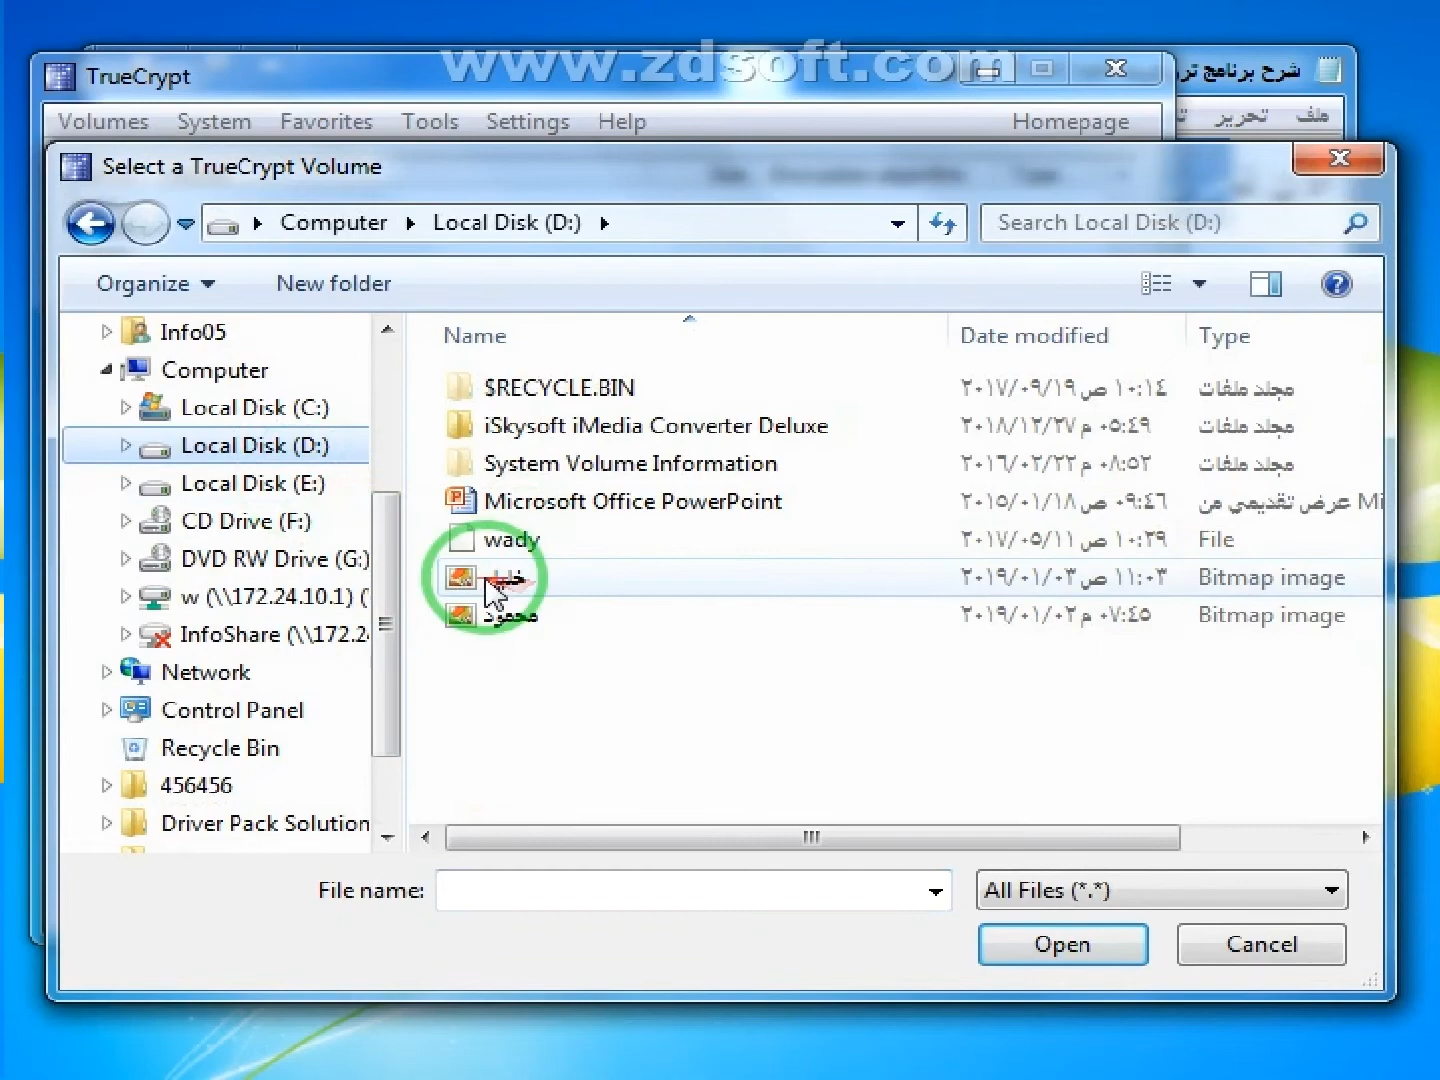 www.zdsoft.com
TrueCrypt
شرح برنامج ترو
Volumes System Favorites Tools Settings Help Homepage
ملف تحرير
Select a TrueCrypt Volume
Computer Local Disk (D:)
Search Local Disk (D:)
Organize New folder
Name Date modified Type
Info05
Computer
Local Disk (C:)
Local Disk (D:)
Local Disk (E:)
CD Drive (F:)
DVD RW Drive (G:)
w (\\172.24.10.1) (
InfoShare (\\172.24
Network
Control Panel
Recycle Bin
456456
Driver Pack Solution
$RECYCLE.BIN ٢٠١٧/٠٩/١٩ ص ١٠:١٤ مجلد ملفات
iSkysoft iMedia Converter Deluxe ٢٠١٨/١٢/٢٧ م ٠٥:٤٩ مجلد ملفات
System Volume Information ٢٠١٦/٠٢/٢٢ م ٠٨:٥٢ مجلد ملفات
Microsoft Office PowerPoint ٢٠١٥/٠١/١٨ ص ٠٩:٤٦ عرض تقديمي من Mi
wady ٢٠١٧/٠٥/١١ ص ١٠:٢٩ File
٢٠١٩/٠١/٠٣ ص ١١:٠٣ Bitmap image
محمود ٢٠١٩/٠١/٠٢ م ٠٧:٤٥ Bitmap image
File name:
All Files (*.*)
Open Cancel